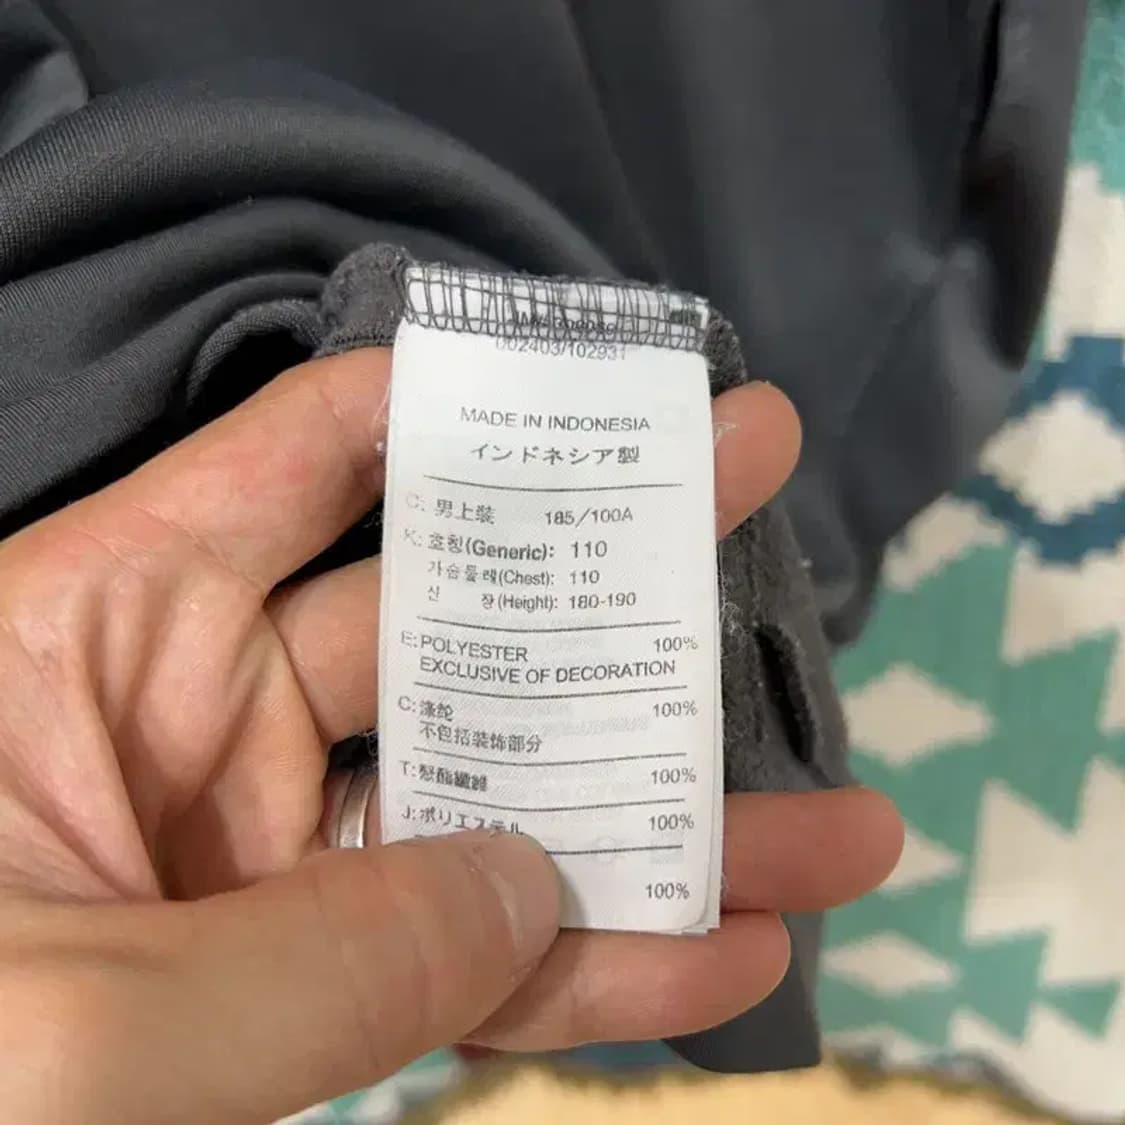 002403/102931
MADE IN INDONESIA
インドネシア製
C: 男上装 185/100A
K: 호칭(Generic): 110
가슴둘레(Chest): 110
신 장(Height): 180-190
E: POLYESTER 100%
EXCLUSIVE OF DECORATION
C: 涤纶 100%
不包括装饰部分
T: 聚酯纖維 100%
J: ポリエステル 100%
100%